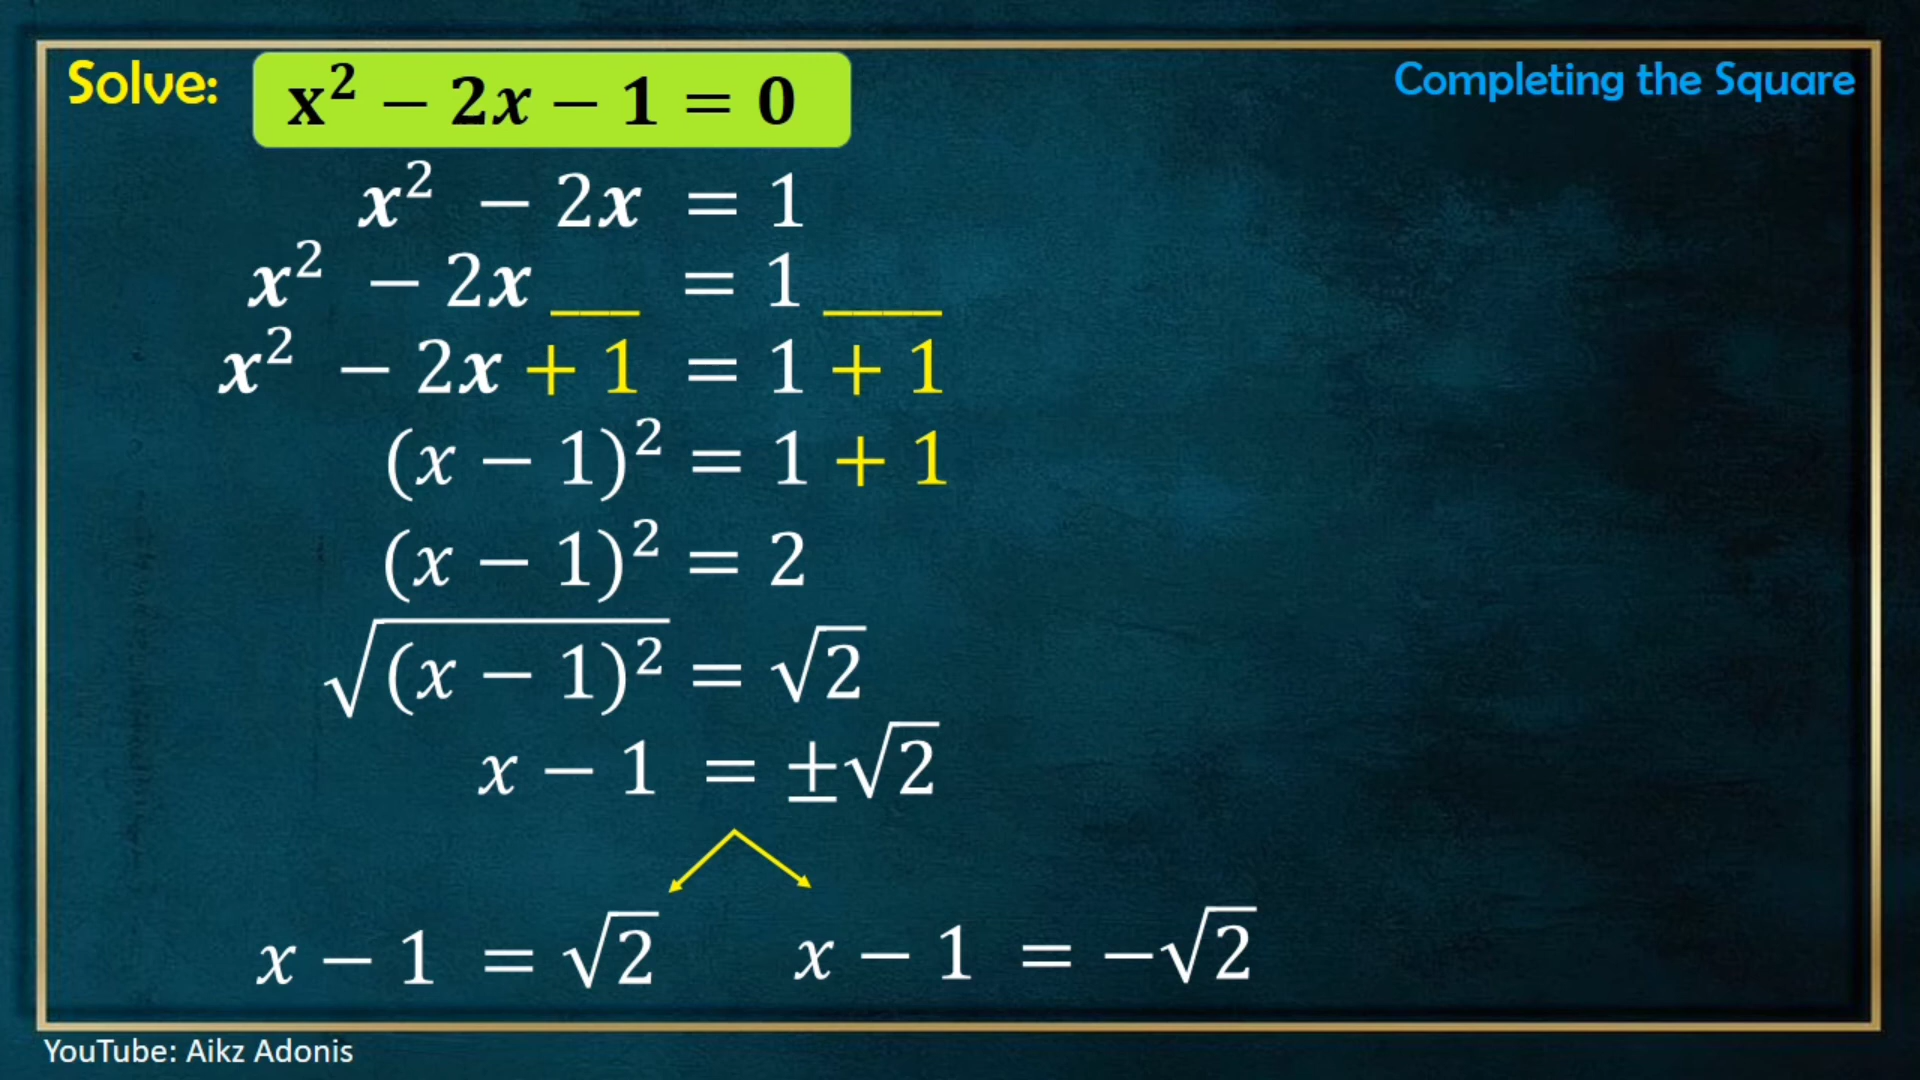 Solve: x² − 2x − 1 = 0
Completing the Square
x² − 2x = 1
x² − 2x ___ = 1 ____
x² − 2x + 1 = 1 + 1
(x − 1)² = 1 + 1
(x − 1)² = 2
√(x − 1)² = √2
x − 1 = ±√2
x − 1 = √2 x − 1 = −√2
YouTube: Aikz Adonis